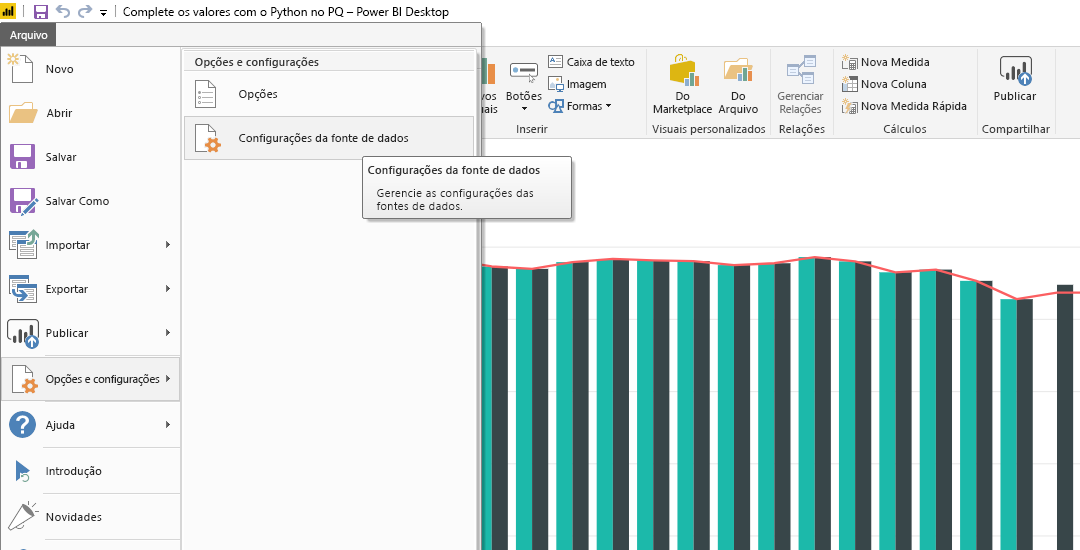 Complete os valores com o Python no PQ – Power BI Desktop
Arquivo
Novo
Abrir
Salvar
Salvar Como
Importar
Exportar
Publicar
Opções e configurações
Ajuda
Introdução
Novidades
Opções e configurações
Opções
Configurações da fonte de dados
Configurações da fonte de dados
Gerencie as configurações das
fontes de dados.
Botões
Caixa de texto
Imagem
Formas
Inserir
Do
Marketplace
Do
Arquivo
Visuais personalizados
Gerenciar
Relações
Relações
Nova Medida
Nova Coluna
Nova Medida Rápida
Cálculos
Publicar
Compartilhar